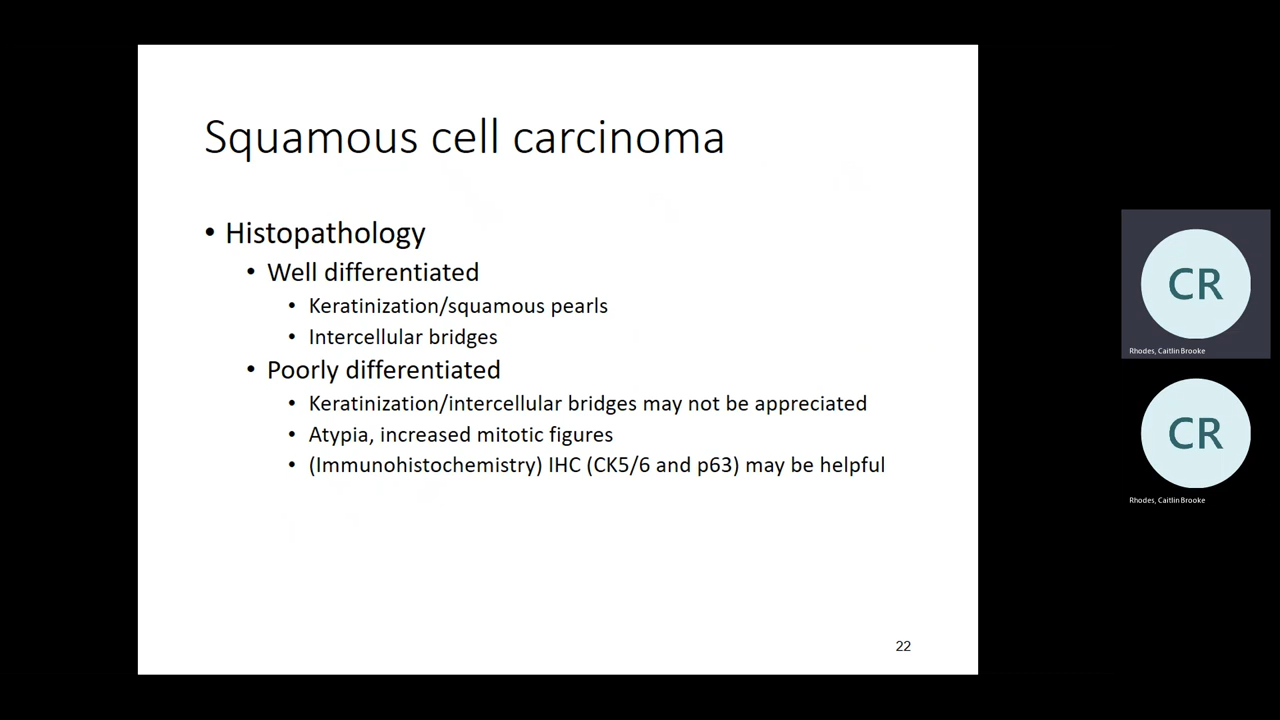 Squamous cell carcinoma
• Histopathology
• Well differentiated
• Keratinization/squamous pearls
• Intercellular bridges
• Poorly differentiated
• Keratinization/intercellular bridges may not be appreciated
• Atypia, increased mitotic figures
• (Immunohistochemistry) IHC (CK5/6 and p63) may be helpful
22
CR
Rhodes, Caitlin Brooke
CR
Rhodes, Caitlin Brooke